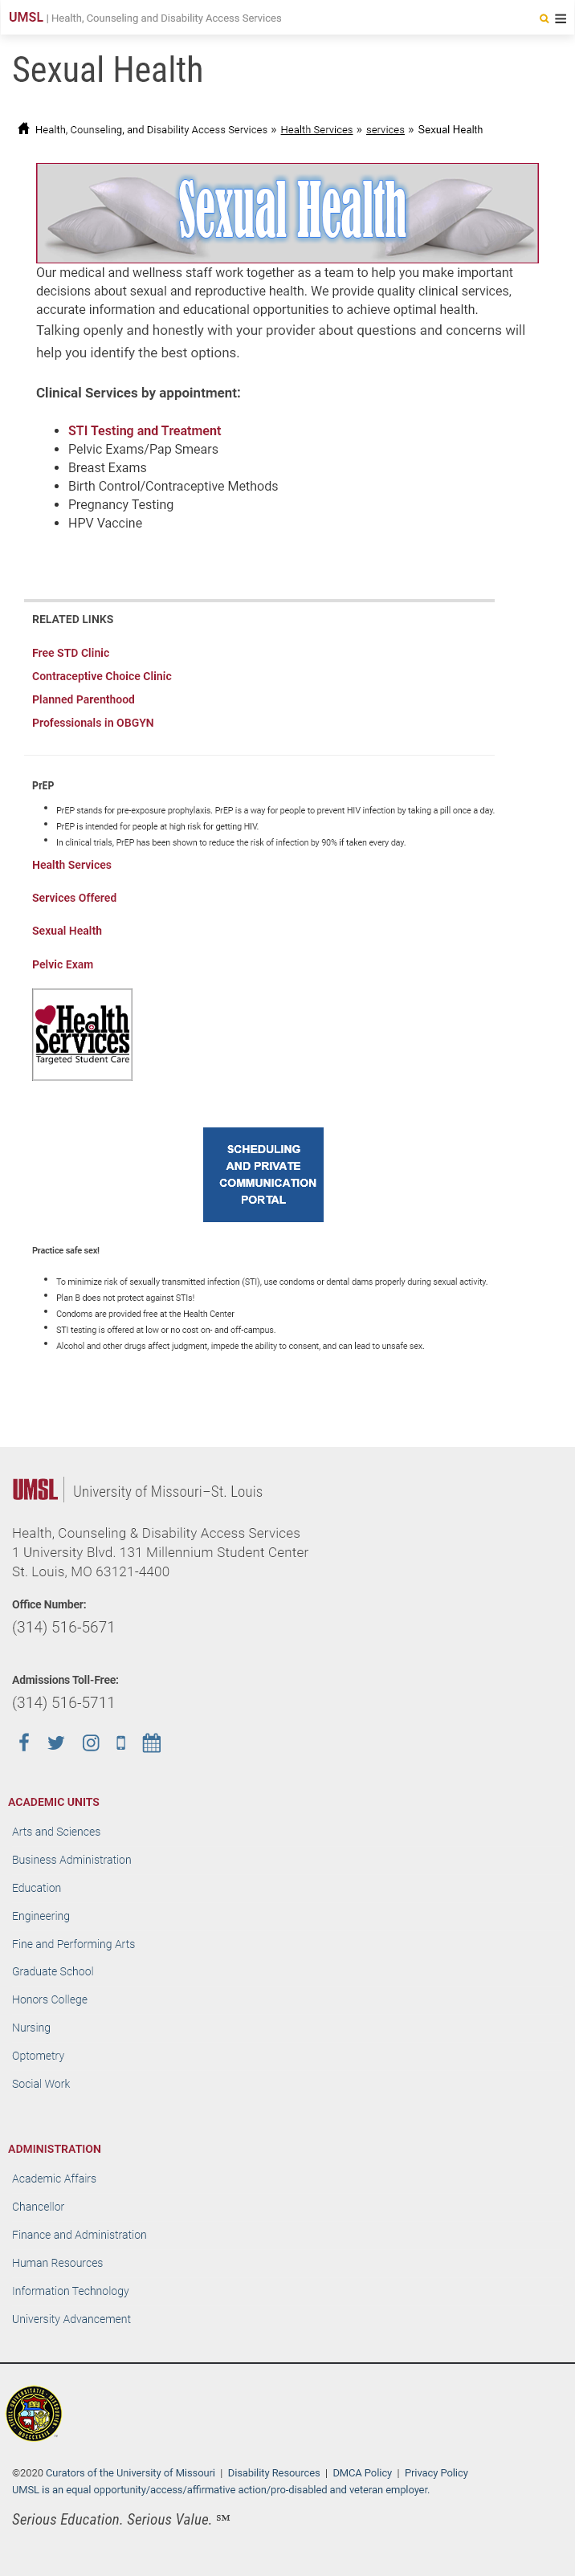 UMSL | Health, Counseling and Disability Access Services
Sexual Health
Health, Counseling, and Disability Access Services » Health Services » services » Sexual Health
Sexual Health
Our medical and wellness staff work together as a team to help you make important
decisions about sexual and reproductive health. We provide quality clinical services,
accurate information and educational opportunities to achieve optimal health.
Talking openly and honestly with your provider about questions and concerns will
help you identify the best options.
Clinical Services by appointment:
• STI Testing and Treatment
• Pelvic Exams/Pap Smears
• Breast Exams
• Birth Control/Contraceptive Methods
• Pregnancy Testing
• HPV Vaccine
RELATED LINKS
Free STD Clinic
Contraceptive Choice Clinic
Planned Parenthood
Professionals in OBGYN
PrEP
• PrEP stands for pre-exposure prophylaxis. PrEP is a way for people to prevent HIV infection by taking a pill once a day.
• PrEP is intended for people at high risk for getting HIV.
• In clinical trials, PrEP has been shown to reduce the risk of infection by 90% if taken every day.
Health Services
Services Offered
Sexual Health
Pelvic Exam
Health
Services
Targeted Student Care
SCHEDULING
AND PRIVATE
COMMUNICATION
PORTAL
Practice safe sex!
• To minimize risk of sexually transmitted infection (STI), use condoms or dental dams properly during sexual activity.
• Plan B does not protect against STIs!
• Condoms are provided free at the Health Center
• STI testing is offered at low or no cost on- and off-campus.
• Alcohol and other drugs affect judgment, impede the ability to consent, and can lead to unsafe sex.
UMSL | University of Missouri–St. Louis
Health, Counseling & Disability Access Services
1 University Blvd. 131 Millennium Student Center
St. Louis, MO 63121-4400
Office Number:
(314) 516-5671
Admissions Toll-Free:
(314) 516-5711
ACADEMIC UNITS
Arts and Sciences
Business Administration
Education
Engineering
Fine and Performing Arts
Graduate School
Honors College
Nursing
Optometry
Social Work
ADMINISTRATION
Academic Affairs
Chancellor
Finance and Administration
Human Resources
Information Technology
University Advancement
©2020 Curators of the University of Missouri | Disability Resources | DMCA Policy | Privacy Policy
UMSL is an equal opportunity/access/affirmative action/pro-disabled and veteran employer.
Serious Education. Serious Value. ℠